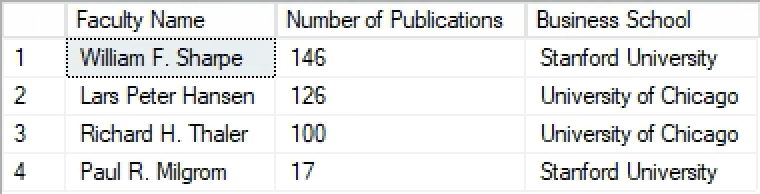 Faculty Name Number of Publications Business School
1 William F. Sharpe 146 Stanford University
2 Lars Peter Hansen 126 University of Chicago
3 Richard H. Thaler 100 University of Chicago
4 Paul R. Milgrom 17 Stanford University